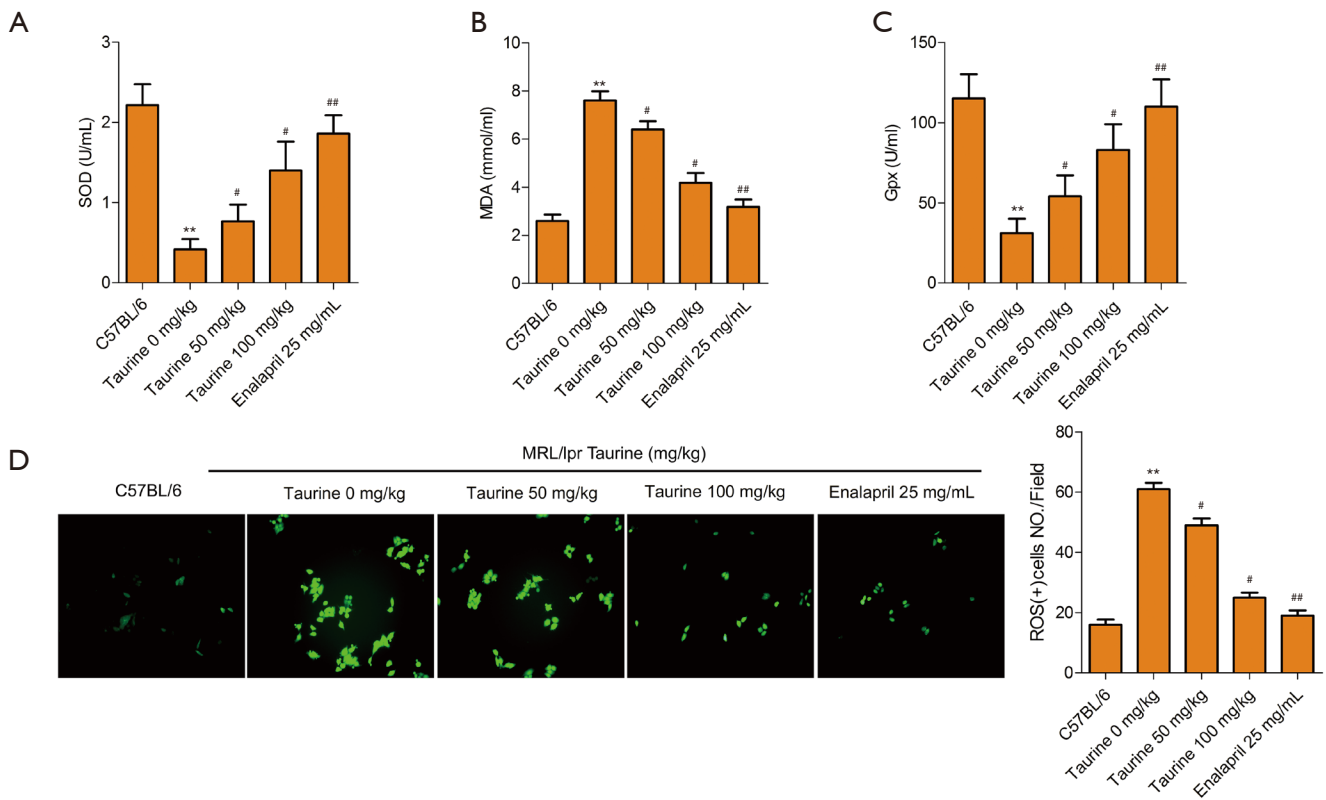 A
SOD (U/mL)
3
2
1
0
**
#
#
##
C57BL/6
Taurine 0 mg/kg
Taurine 50 mg/kg
Taurine 100 mg/kg
Enalapril 25 mg/mL
B
MDA (mmol/ml)
10
8
6
4
2
0
**
#
#
##
C57BL/6
Taurine 0 mg/kg
Taurine 50 mg/kg
Taurine 100 mg/kg
Enalapril 25 mg/mL
C
Gpx (U/ml)
150
100
50
0
**
#
#
##
C57BL/6
Taurine 0 mg/kg
Taurine 50 mg/kg
Taurine 100 mg/kg
Enalapril 25 mg/mL
D
MRL/lpr Taurine (mg/kg)
C57BL/6
Taurine 0 mg/kg
Taurine 50 mg/kg
Taurine 100 mg/kg
Enalapril 25 mg/mL
ROS(+)cells NO./Field
80
60
40
20
0
**
#
#
##
C57BL/6
Taurine 0 mg/kg
Taurine 50 mg/kg
Taurine 100 mg/kg
Enalapril 25 mg/mL